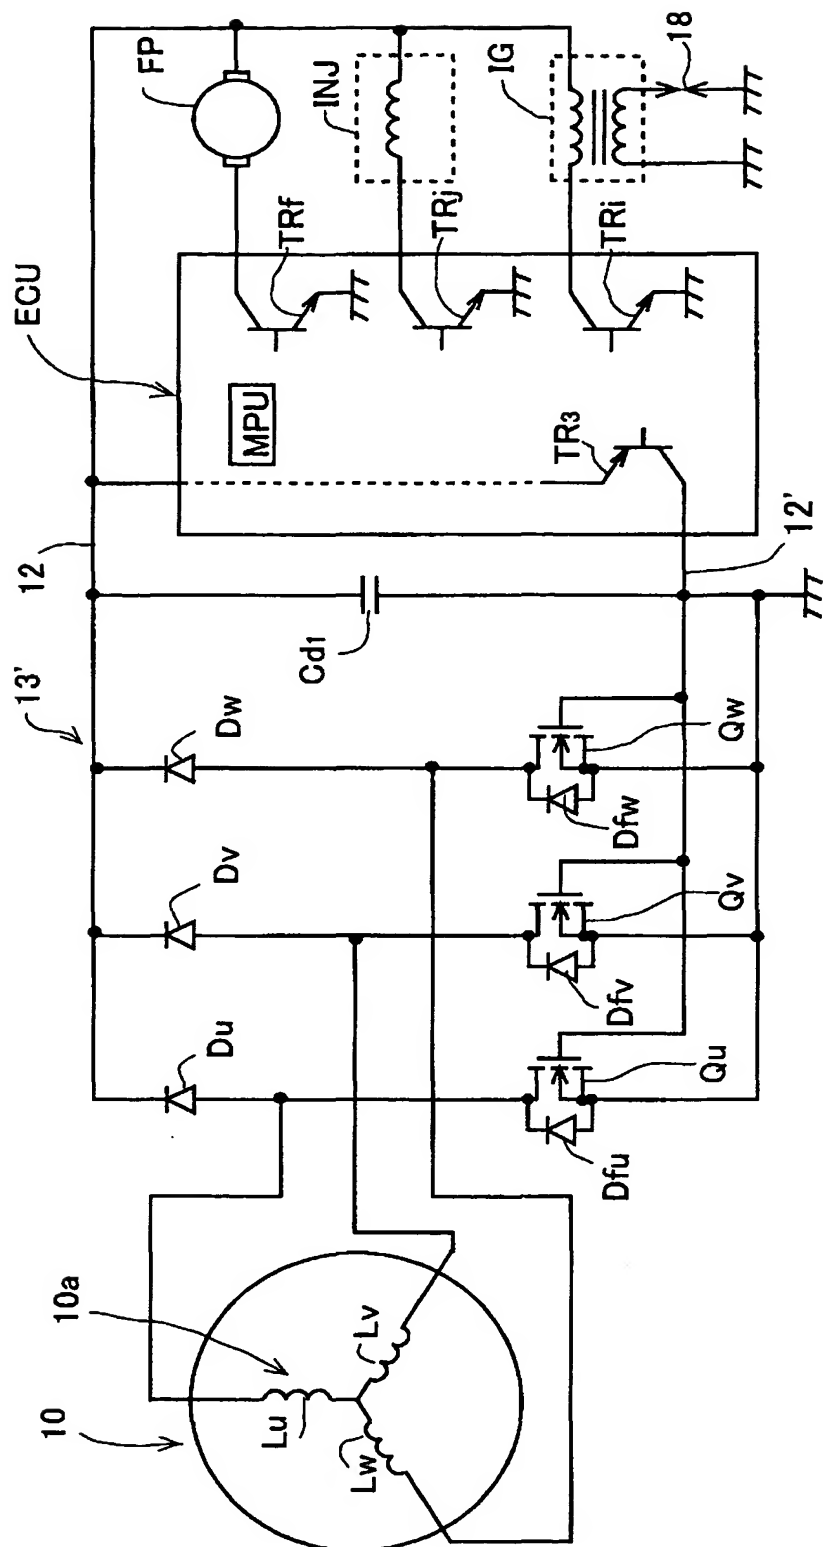 FP
INJ
IG
18
TRf
TRj
TRi
ECU
MPU
TR3
12
12'
Cd1
13'
Dw
Dv
Du
Qw
Dfw
Qv
Dfv
Qu
Dfu
10
10a
Lu
Lv
Lw